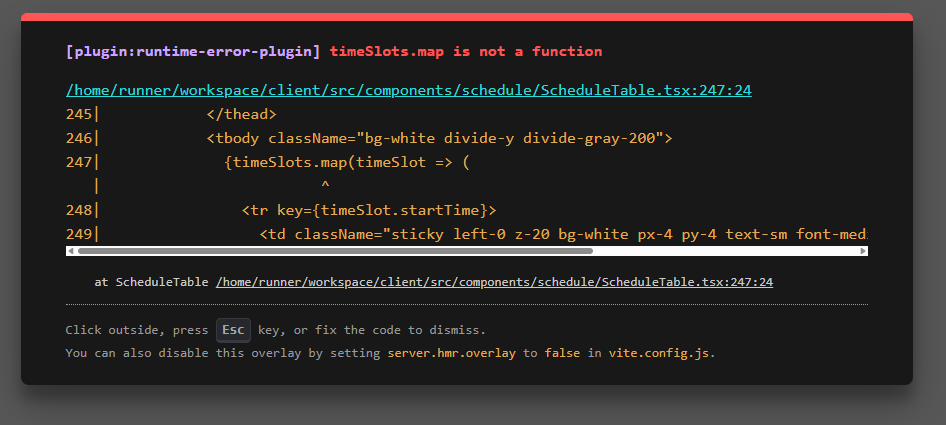 [plugin:runtime-error-plugin] timeSlots.map is not a function
/home/runner/workspace/client/src/components/schedule/ScheduleTable.tsx:247:24
245|            </thead>
246|            <tbody className="bg-white divide-y divide-gray-200">
247|              {timeSlots.map(timeSlot => (
   |                         ^
248|                <tr key={timeSlot.startTime}>
249|                  <td className="sticky left-0 z-20 bg-white px-4 py-4 text-sm font-med
at ScheduleTable /home/runner/workspace/client/src/components/schedule/ScheduleTable.tsx:247:24
Click outside, press Esc key, or fix the code to dismiss.
You can also disable this overlay by setting server.hmr.overlay to false in vite.config.js.